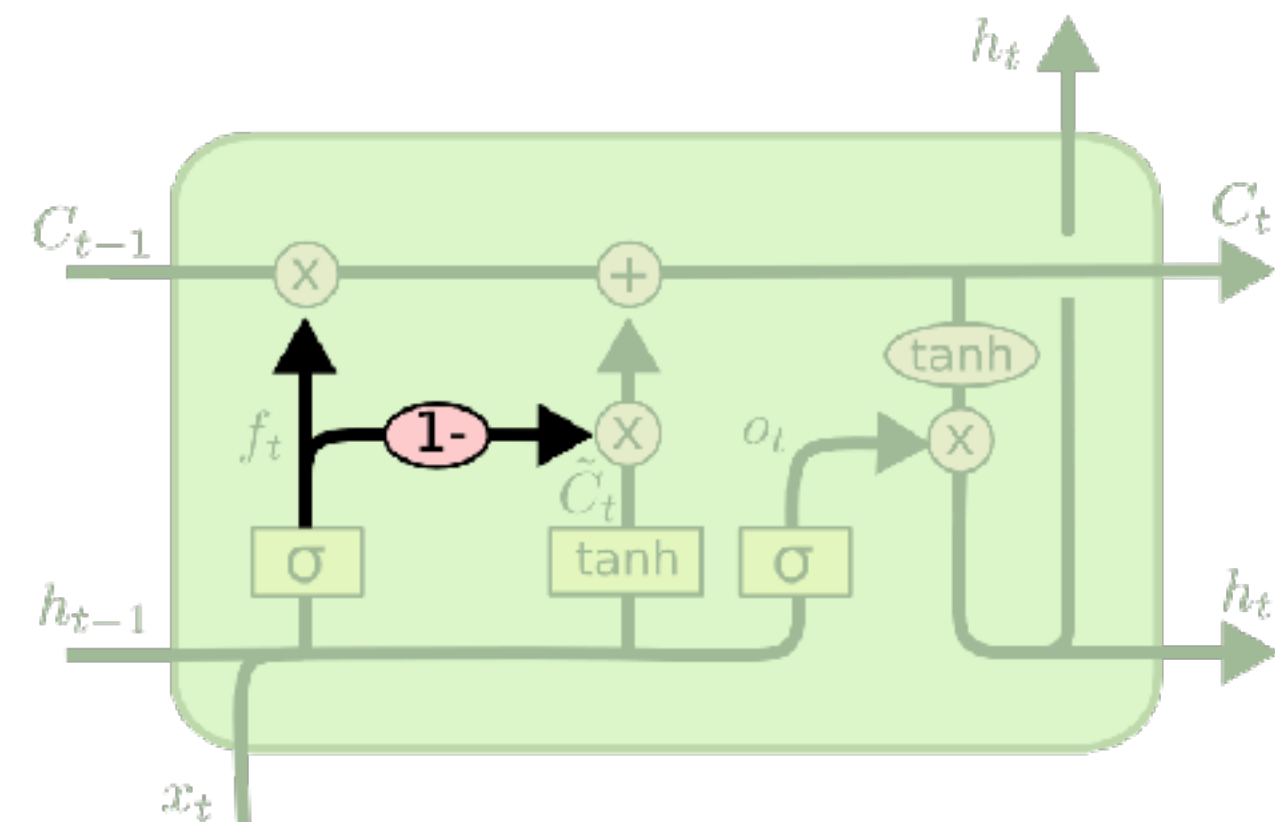 h_t
C_{t-1}
C_t
x
+
tanh
f_t
1-
x
o_t
x
C̃_t
σ
tanh
σ
h_{t-1}
h_t
x_t